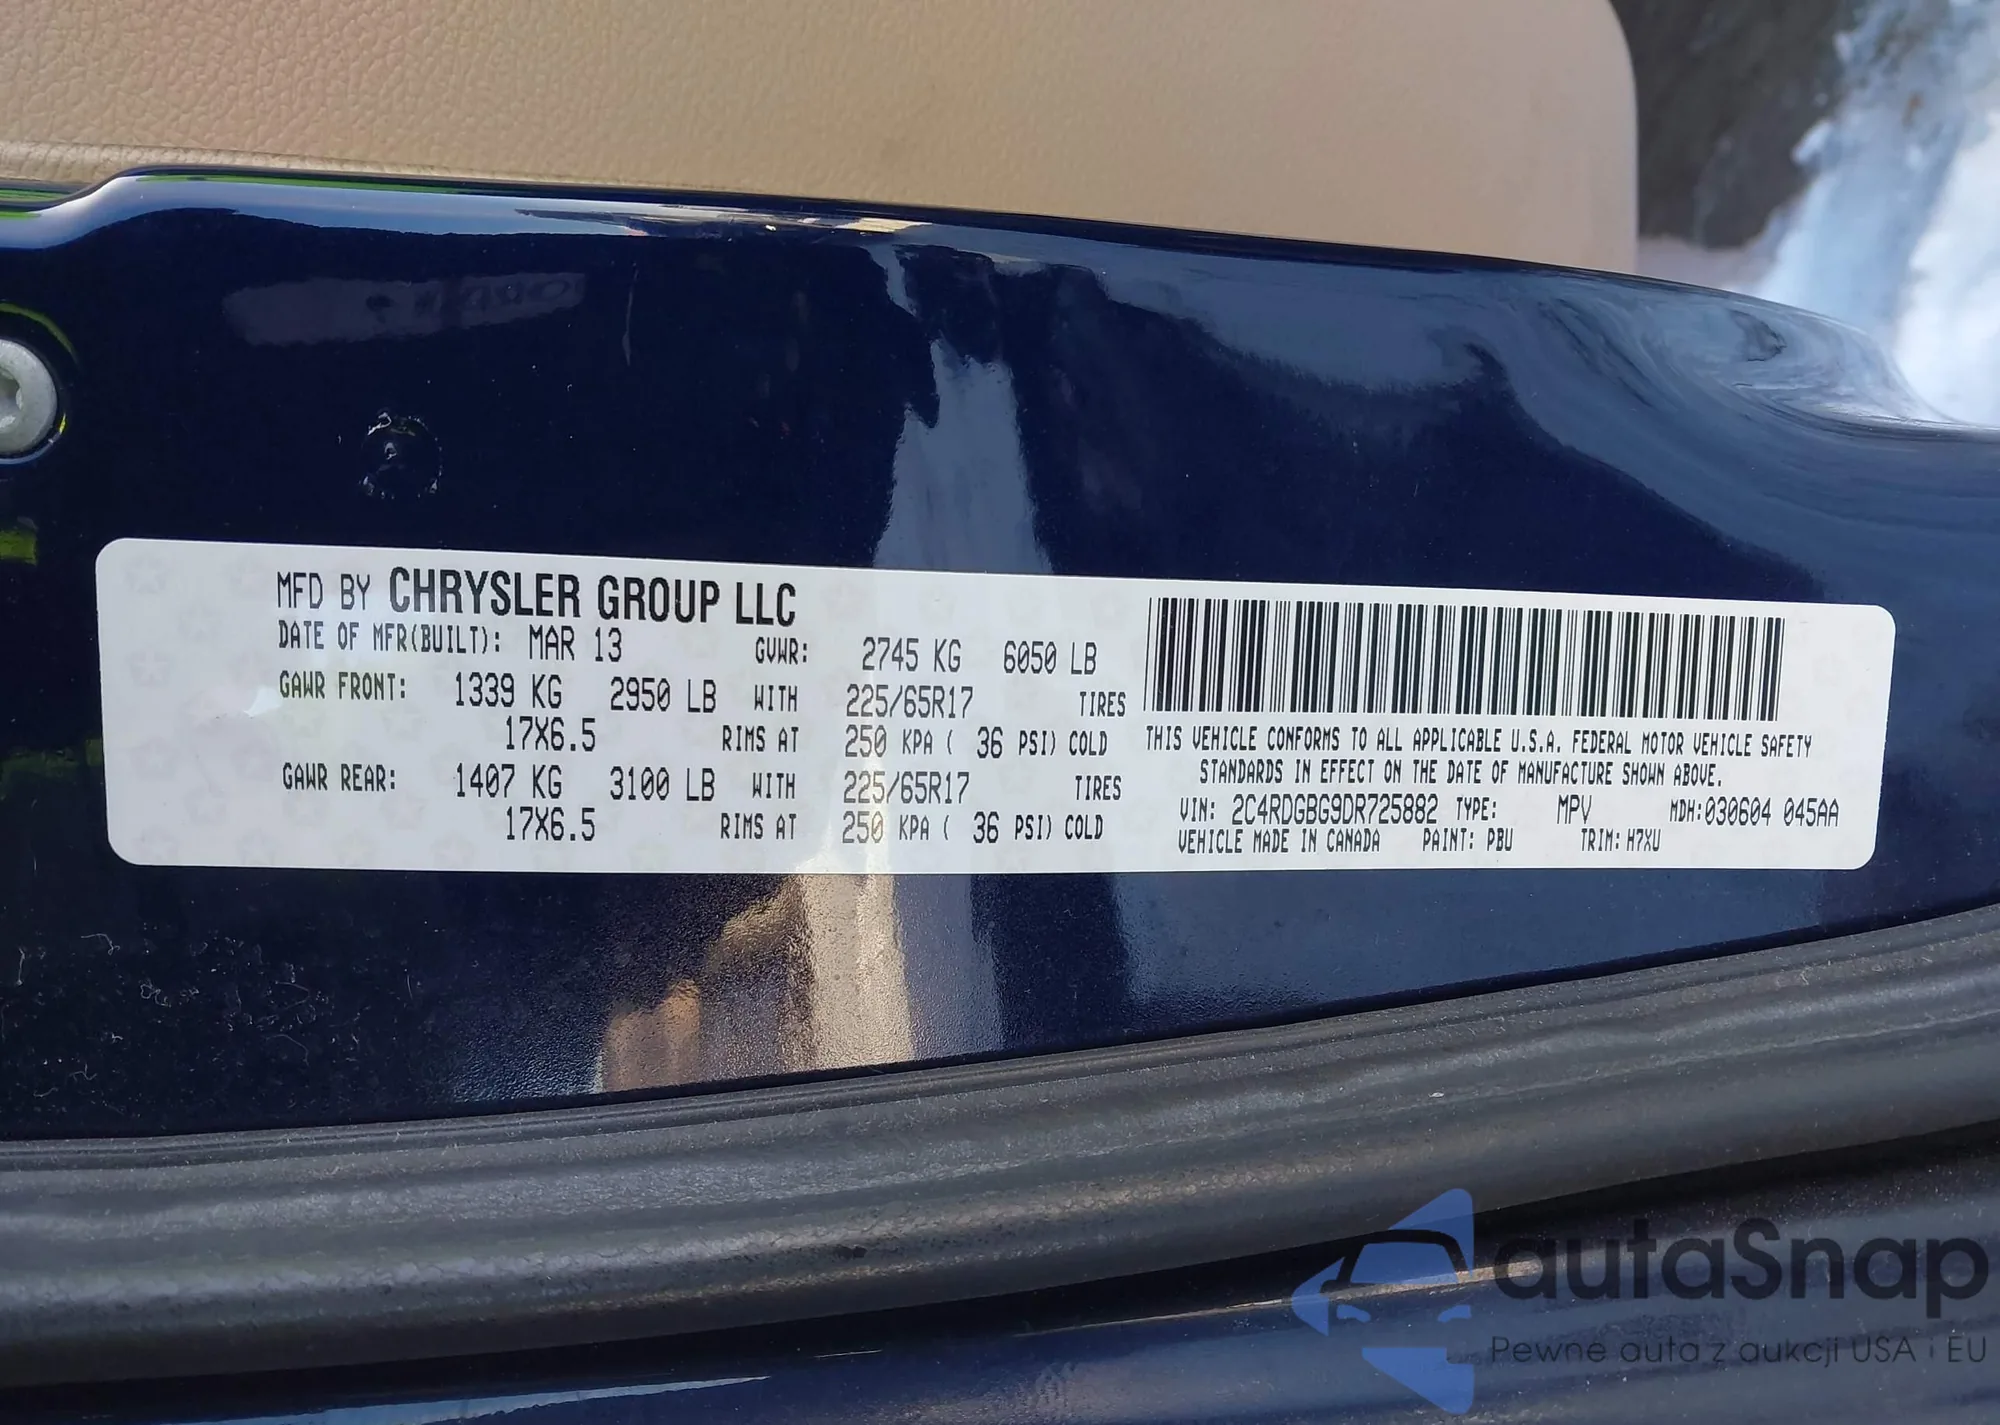 MFD BY CHRYSLER GROUP LLC
DATE OF MFR(BUILT): MAR 13 GVWR: 2745 KG 6050 LB
GAWR FRONT: 1339 KG 2950 LB WITH 225/65R17 TIRES
17X6.5 RIMS AT 250 KPA ( 36 PSI) COLD
GAWR REAR: 1407 KG 3100 LB WITH 225/65R17 TIRES
17X6.5 RIMS AT 250 KPA ( 36 PSI) COLD
THIS VEHICLE CONFORMS TO ALL APPLICABLE U.S.A. FEDERAL MOTOR VEHICLE SAFETY
STANDARDS IN EFFECT ON THE DATE OF MANUFACTURE SHOWN ABOVE.
VIN: 2C4RDGBG9DR725882 TYPE: MPV MDH:030604 045AA
VEHICLE MADE IN CANADA PAINT: PBU TRIM: H7XU
autaSnap
Pewne auta z aukcji USA i EU